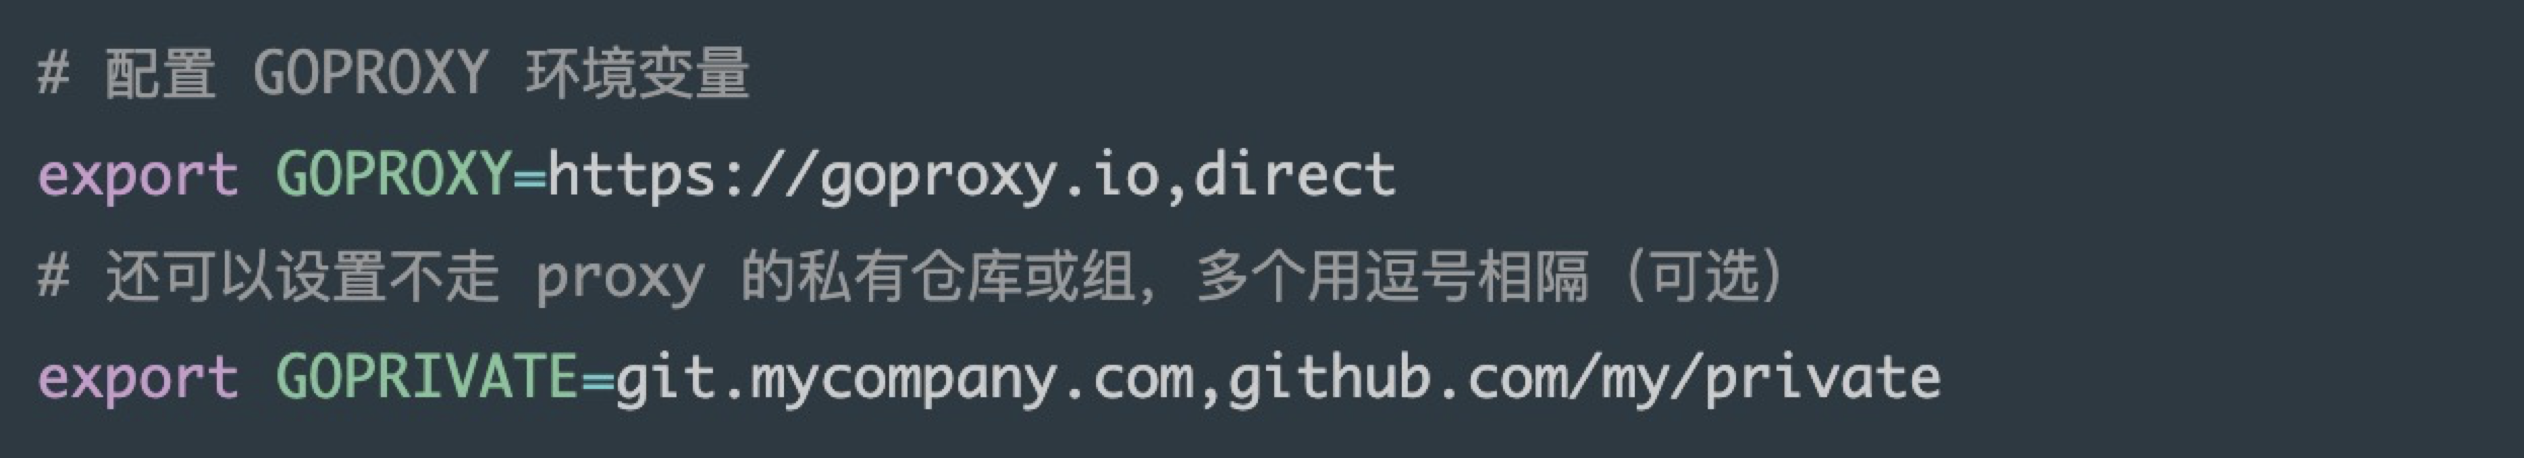 # 配置 GOPROXY 环境变量
export GOPROXY=https://goproxy.io,direct
# 还可以设置不走 proxy 的私有仓库或组，多个用逗号相隔（可选）
export GOPRIVATE=git.mycompany.com,github.com/my/private